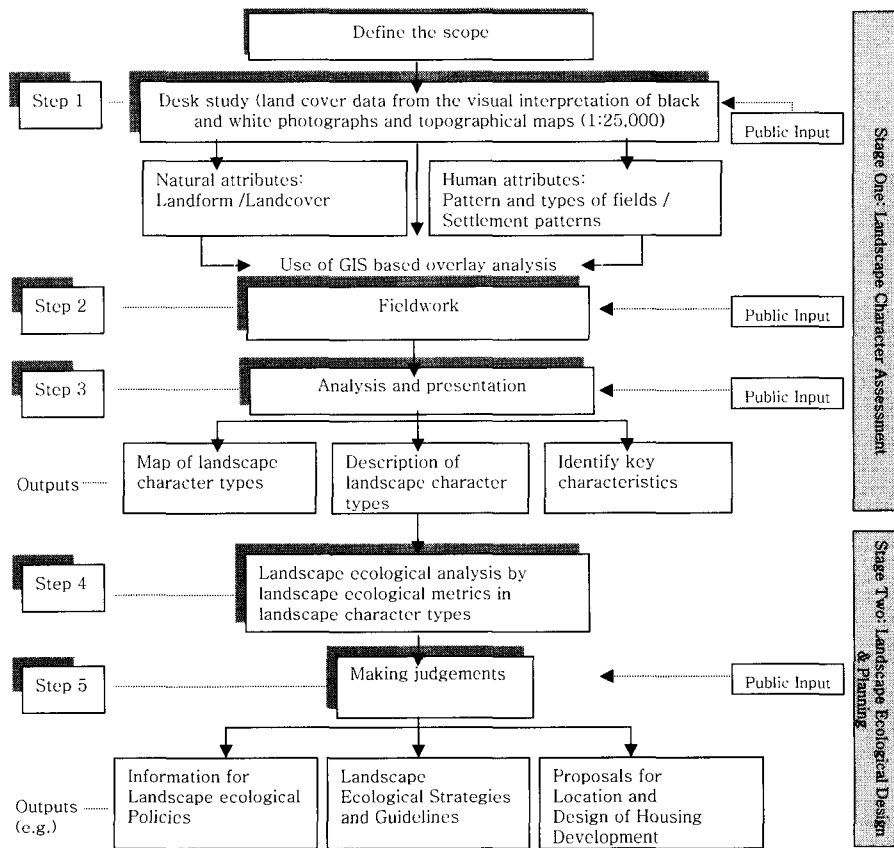 Define the scope
Step 1
Desk study (land cover data from the visual interpretation of black
and white photographs and topographical maps (1:25,000)
Public Input
Natural attributes:
Landform /Landcover
Human attributes:
Pattern and types of fields /
Settlement patterns
Use of GIS based overlay analysis
Step 2
Fieldwork
Public Input
Step 3
Analysis and presentation
Public Input
Outputs
Map of landscape
character types
Description of
landscape character
types
Identify key
characteristics
Stage One: Landscape Character Assessment
Step 4
Landscape ecological analysis by
landscape ecological metrics in
landscape character types
Step 5
Making judgements
Public Input
Outputs
(e.g.)
Information for
Landscape ecological
Policies
Landscape
Ecological Strategies
and Guidelines
Proposals for
Location and
Design of Housing
Development
Stage Two: Landscape Ecological Design
& Planning